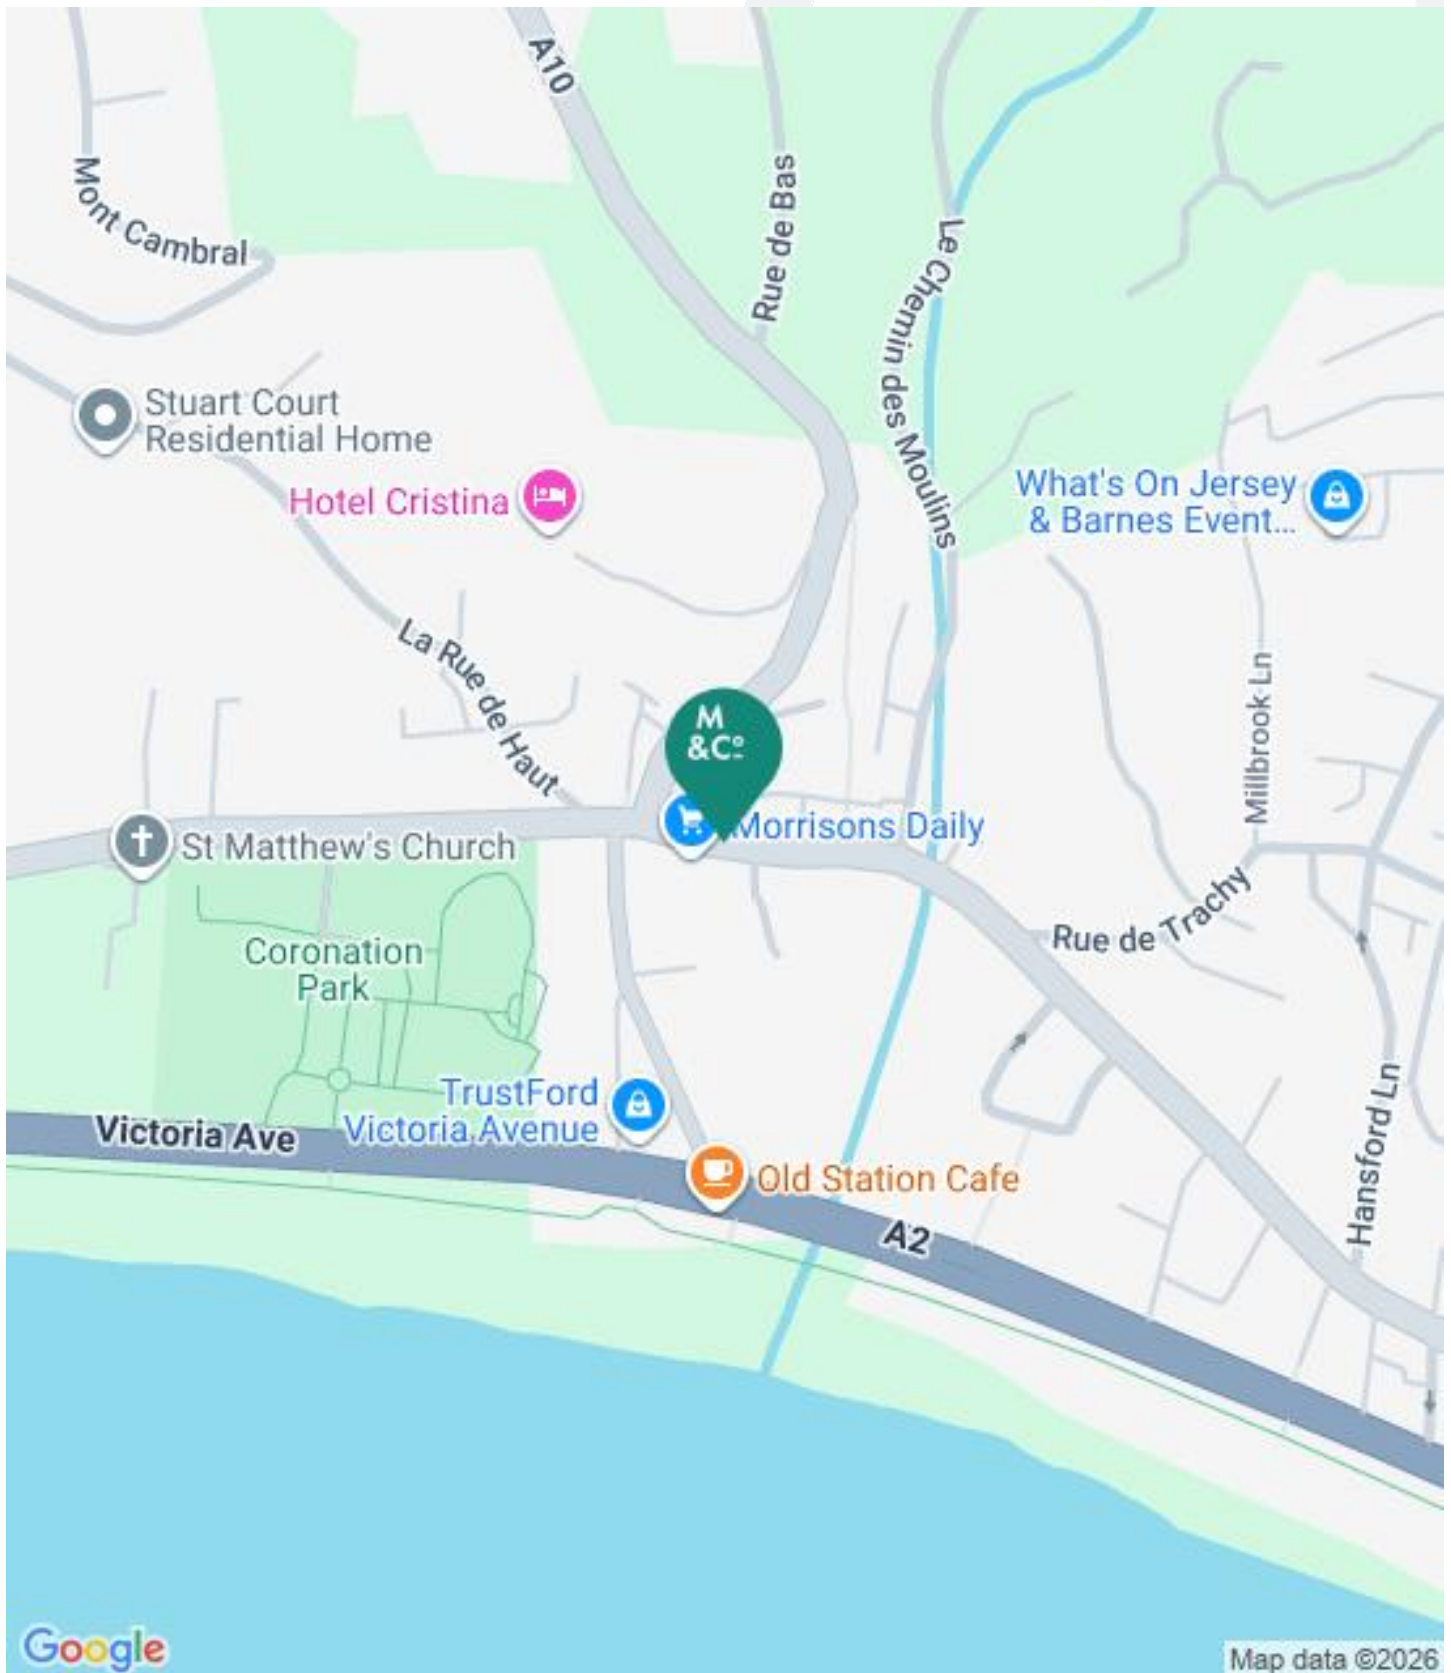 A10
Rue de Bas
Mont Cambral
Le Chemin des Moulins
Stuart Court
Residential Home
Hotel Cristina
What's On Jersey
& Barnes Event...
La Rue de Haut
Millbrook Ln
M
&Co
Morrisons Daily
St Matthew's Church
Rue de Trachy
Coronation
Park
Hansford Ln
TrustFord
Victoria Avenue
Victoria Ave
Old Station Cafe
A2
Google
Map data ©2026